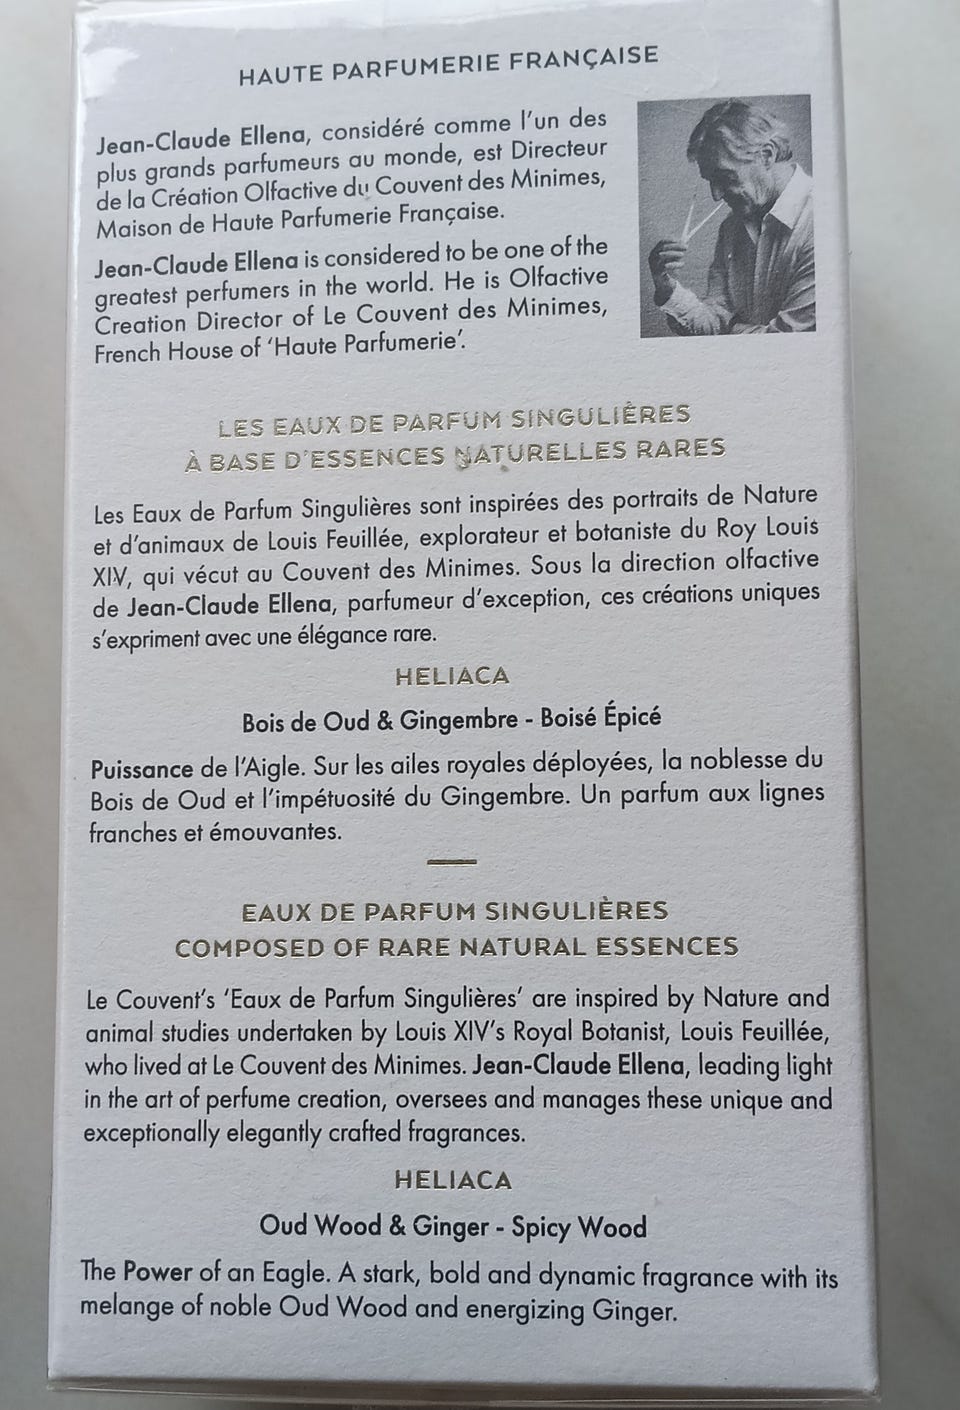 HAUTE PARFUMERIE FRANÇAISE
Jean-Claude Ellena, considéré comme l'un des
plus grands parfumeurs au monde, est Directeur
de la Création Olfactive du Couvent des Minimes,
Maison de Haute Parfumerie Française.
Jean-Claude Ellena is considered to be one of the
greatest perfumers in the world. He is Olfactive
Creation Director of Le Couvent des Minimes,
French House of 'Haute Parfumerie'.
LES EAUX DE PARFUM SINGULIÈRES
À BASE D'ESSENCES NATURELLES RARES
Les Eaux de Parfum Singulières sont inspirées des portraits de Nature
et d'animaux de Louis Feuillée, explorateur et botaniste du Roy Louis
XIV, qui vécut au Couvent des Minimes. Sous la direction olfactive
de Jean-Claude Ellena, parfumeur d'exception, ces créations uniques
s'expriment avec une élégance rare.
HELIACA
Bois de Oud & Gingembre - Boisé Épicé
Puissance de l'Aigle. Sur les ailes royales déployées, la noblesse du
Bois de Oud et l'impétuosité du Gingembre. Un parfum aux lignes
franches et émouvantes.
EAUX DE PARFUM SINGULIÈRES
COMPOSED OF RARE NATURAL ESSENCES
Le Couvent's 'Eaux de Parfum Singulières' are inspired by Nature and
animal studies undertaken by Louis XIV's Royal Botanist, Louis Feuillée,
who lived at Le Couvent des Minimes. Jean-Claude Ellena, leading light
in the art of perfume creation, oversees and manages these unique and
exceptionally elegantly crafted fragrances.
HELIACA
Oud Wood & Ginger - Spicy Wood
The Power of an Eagle. A stark, bold and dynamic fragrance with its
melange of noble Oud Wood and energizing Ginger.